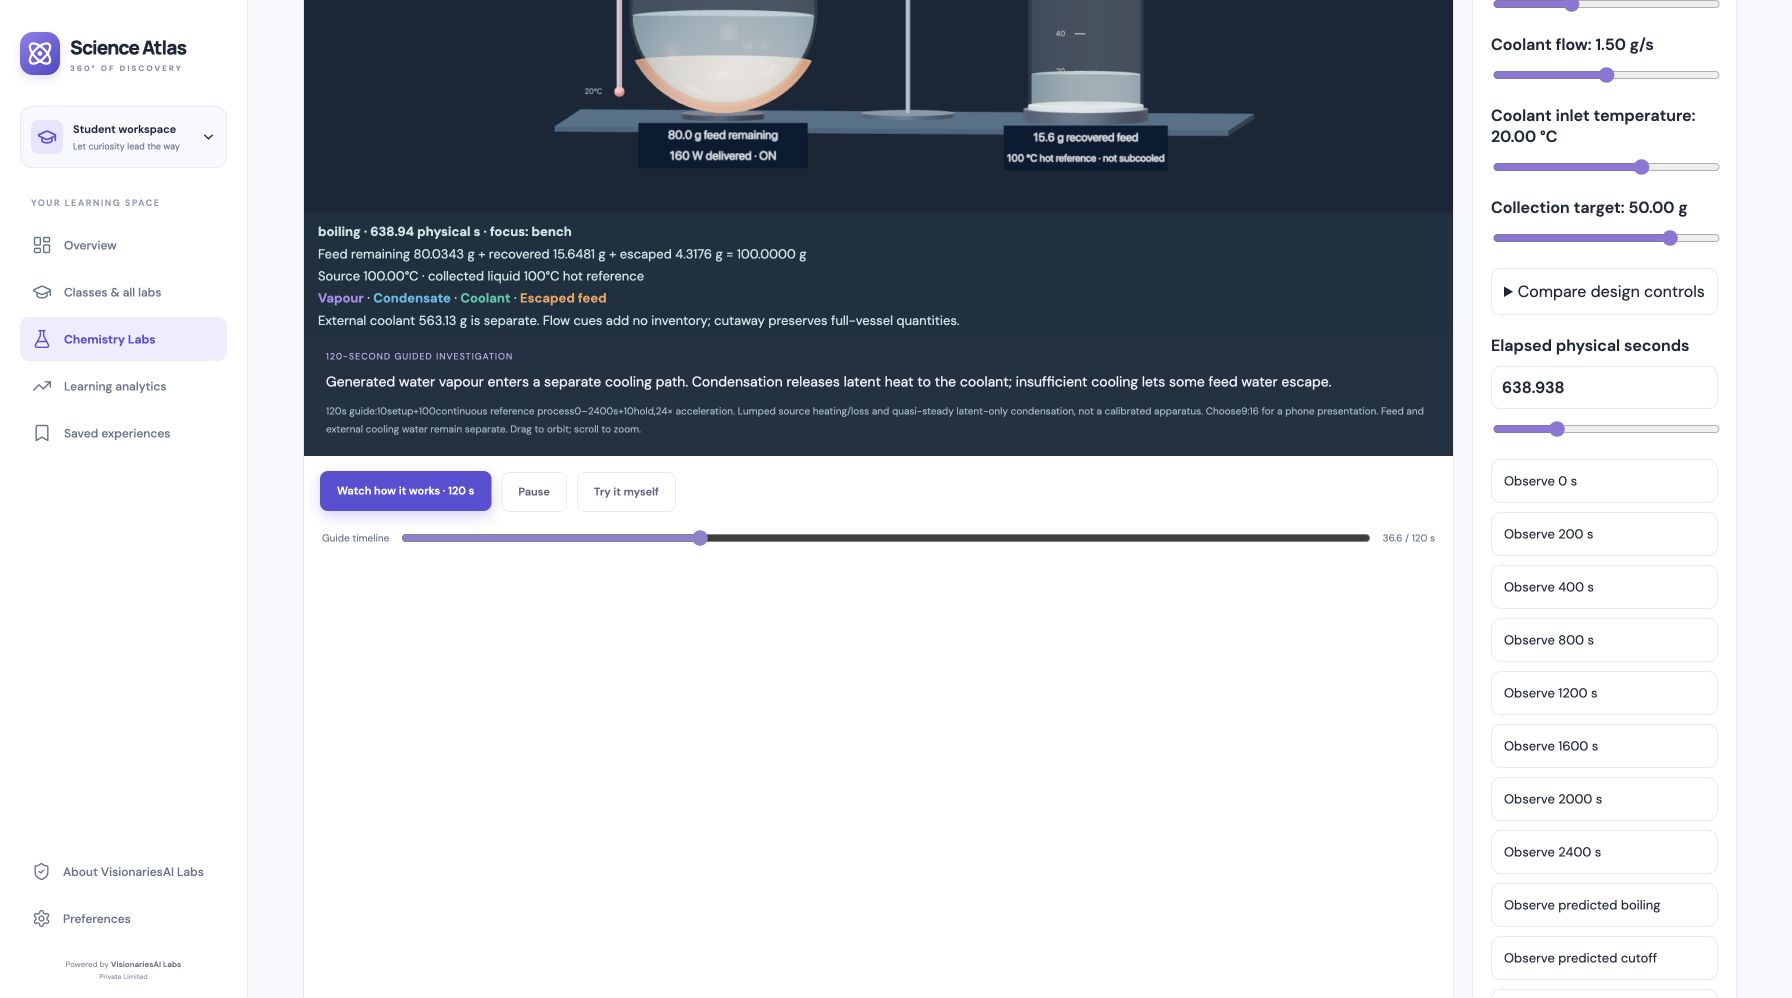 Science Atlas
360° OF DISCOVERY
Student workspace
Let curiosity lead the way
YOUR LEARNING SPACE
Overview
Classes & all labs
Chemistry Labs
Learning analytics
Saved experiences
About VisionariesAI Labs
Preferences
Powered by VisionariesAI Labs
Private Limited
40
20
20°C
80.0 g feed remaining
160 W delivered · ON
15.6 g recovered feed
100 °C hot reference · not subcooled
boiling · 638.94 physical s · focus: bench
Feed remaining 80.0343 g + recovered 15.6481 g + escaped 4.3176 g = 100.0000 g
Source 100.00°C · collected liquid 100°C hot reference
Vapour · Condensate · Coolant · Escaped feed
External coolant 563.13 g is separate. Flow cues add no inventory; cutaway preserves full-vessel quantities.
120-SECOND GUIDED INVESTIGATION
Generated water vapour enters a separate cooling path. Condensation releases latent heat to the coolant; insufficient cooling lets some feed water escape.
120s guide:10setup+100continuous reference process0–2400s+10hold,24× acceleration. Lumped source heating/loss and quasi-steady latent-only condensation, not a calibrated apparatus. Choose9:16 for a phone presentation. Feed and
external cooling water remain separate. Drag to orbit; scroll to zoom.
Watch how it works · 120 s
Pause
Try it myself
Guide timeline
36.6 / 120 s
Coolant flow: 1.50 g/s
Coolant inlet temperature:
20.00 °C
Collection target: 50.00 g
▶ Compare design controls
Elapsed physical seconds
638.938
Observe 0 s
Observe 200 s
Observe 400 s
Observe 800 s
Observe 1200 s
Observe 1600 s
Observe 2000 s
Observe 2400 s
Observe predicted boiling
Observe predicted cutoff